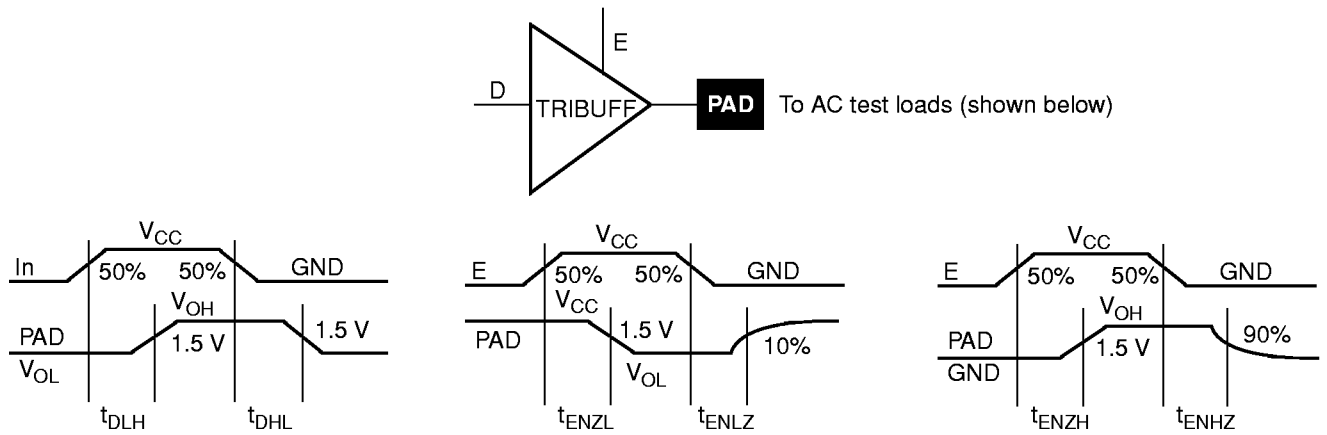 E
D
TRIBUFF
PAD
To AC test loads (shown below)
VCC
In
50%
50%
GND
VOH
PAD
1.5 V
1.5 V
VOL
tDLH
tDHL
VCC
E
50%
50%
GND
VCC
PAD
1.5 V
10%
VOL
tENZL
tENLZ
VCC
E
50%
50%
GND
VOH
PAD
1.5 V
90%
GND
tENZH
tENHZ